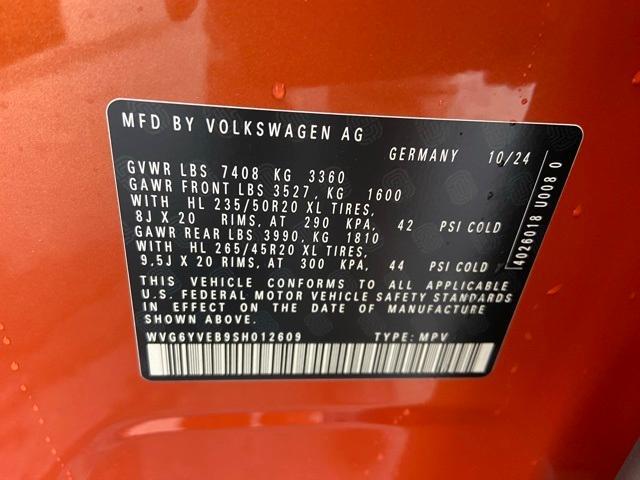 MFD BY VOLKSWAGEN AG
GERMANY 10/24
GVWR LBS 7408 KG 3360
GAWR FRONT LBS 3527, KG 1600
WITH HL 235/50R20 XL TIRES,
8J X 20 RIMS, AT 290 KPA, 42 PSI COLD
GAWR REAR LBS 3990, KG 1810
WITH HL 265/45R20 XL TIRES,
9.5J X 20 RIMS, AT 300 KPA, 44 PSI COLD
THIS VEHICLE CONFORMS TO ALL APPLICABLE
U.S. FEDERAL MOTOR VEHICLE SAFETY STANDARDS
IN EFFECT ON THE DATE OF MANUFACTURE
SHOWN ABOVE.
WVG6YVEB9SH012609 TYPE: MPV
4026018 U008 0